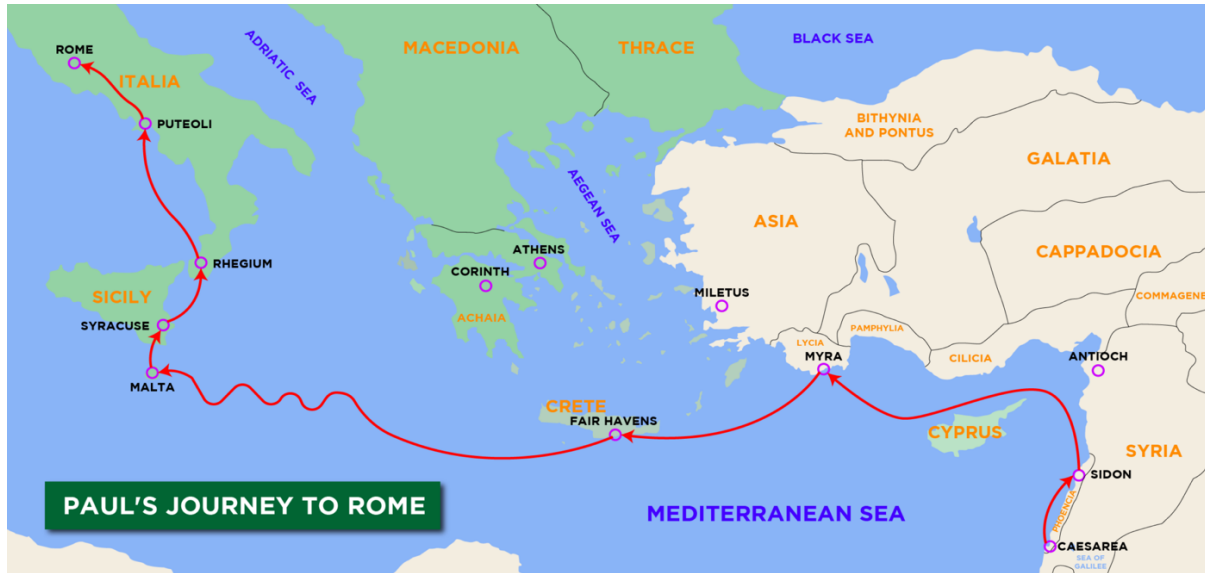 ROME
ITALIA
PUTEOLI
ADRIATIC SEA
MACEDONIA
THRACE
BLACK SEA
BITHYNIA
AND PONTUS
GALATIA
ASIA
AEGEAN SEA
CAPPADOCIA
COMMAGENE
RHEGIUM
SICILY
SYRACUSE
MALTA
ATHENS
CORINTH
ACHAIA
MILETUS
LYCIA
MYRA
PAMPHYLIA
CILICIA
ANTIOCH
CRETE
FAIR HAVENS
CYPRUS
SYRIA
SIDON
PHOENCIA
CAESAREA
SEA OF
GALILEE
MEDITERRANEAN SEA
PAUL'S JOURNEY TO ROME